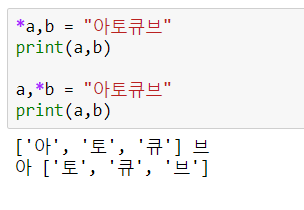 *a,b = "아토큐브"
print(a,b)
a,*b = "아토큐브"
print(a,b)
['아', '토', '큐'] 브
아 ['토', '큐', '브']